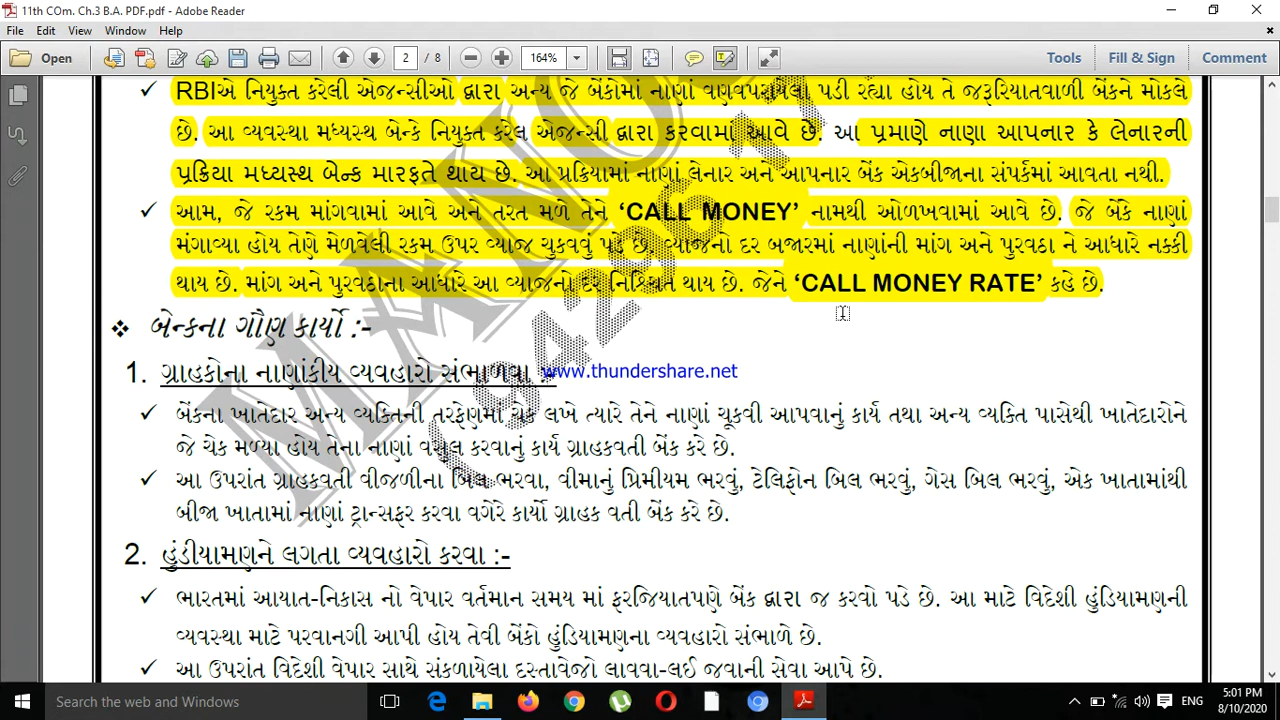 11th COm. Ch.3 B.A. PDF.pdf - Adobe Reader
File Edit View Window Help
Open 2 / 8 164% Tools Fill & Sign Comment
✓ RBIએ નિયુક્ત કરેલી એજન્સીઓ દ્વારા અન્ય જે બેંકોમાં નાણાં વણવપરાયેલા પડી રહ્યા હોય તે જરૂરિયાતવાળી બેંકને મોકલે
છે. આ વ્યવસ્થા મધ્યસ્થ બેન્કે નિયુક્ત કરેલ એજન્સી દ્વારા કરવામાં આવે છે. આ પ્રમાણે નાણા આપનાર કે લેનારની
પ્રક્રિયા મધ્યસ્થ બેન્ક મારફતે થાય છે. આ પ્રક્રિયામાં નાણાં લેનાર અને આપનાર બેંક એકબીજાના સંપર્કમાં આવતા નથી.
✓ આમ, જે રકમ માંગવામાં આવે અને તરત મળે તેને ‘CALL MONEY’ નામથી ઓળખવામાં આવે છે. જે બેંકે નાણાં
મંગાવ્યા હોય તેણે મેળવેલી રકમ ઉપર વ્યાજ ચુકવવું પડે છે. વ્યાજનો દર બજારમાં નાણાંની માંગ અને પુરવઠા ને આધારે નક્કી
થાય છે. માંગ અને પુરવઠાના આધારે આ વ્યાજનો દર નિશ્ચિત થાય છે. જેને ‘CALL MONEY RATE’ કહે છે.
❖ બેન્કના ગૌણ કાર્યો :-
1. ગ્રાહકોના નાણાંકીય વ્યવહારો સંભાળવા :-
www.thundershare.net
✓ બેંકના ખાતેદાર અન્ય વ્યક્તિની તરફેણમાં ચેક લખે ત્યારે તેને નાણાં ચૂકવી આપવાનું કાર્ય તથા અન્ય વ્યક્તિ પાસેથી ખાતેદારોને
જે ચેક મળ્યા હોય તેના નાણાં વસુલ કરવાનું કાર્ય ગ્રાહકવતી બેંક કરે છે.
✓ આ ઉપરાંત ગ્રાહકવતી વીજળીના બિલ ભરવા, વીમાનું પ્રિમીયમ ભરવું, ટેલિફોન બિલ ભરવું, ગેસ બિલ ભરવું, એક ખાતામાંથી
બીજા ખાતામાં નાણાં ટ્રાન્સફર કરવા વગેરે કાર્યો ગ્રાહક વતી બેંક કરે છે.
2. હુંડીયામણને લગતા વ્યવહારો કરવા :-
✓ ભારતમાં આયાત-નિકાસ નો વેપાર વર્તમાન સમય માં ફરજિયાતપણે બેંક દ્વારા જ કરવો પડે છે. આ માટે વિદેશી હુંડિયામણની
વ્યવસ્થા માટે પરવાનગી આપી હોય તેવી બેંકો હુંડિયામણના વ્યવહારો સંભાળે છે.
✓ આ ઉપરાંત વિદેશી વેપાર સાથે સંકળાયેલા દસ્તાવેજો લાવવા-લઈ જવાની સેવા આપે છે.
Search the web and Windows
ENG 5:01 PM
8/10/2020